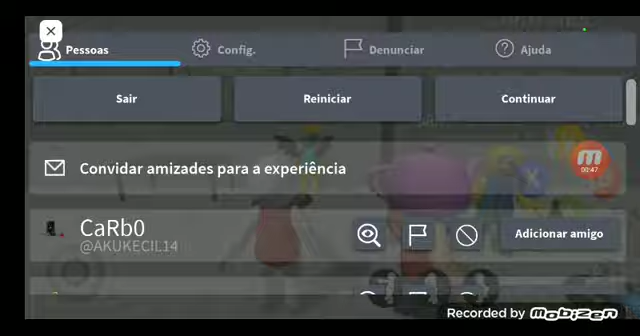 Pessoas
Config.
Denunciar
Ajuda
Sair
Reiniciar
Continuar
Convidar amizades para a experiência
00:47
CaRb0
@AKUKECIL14
Adicionar amigo
Recorded by mobizen